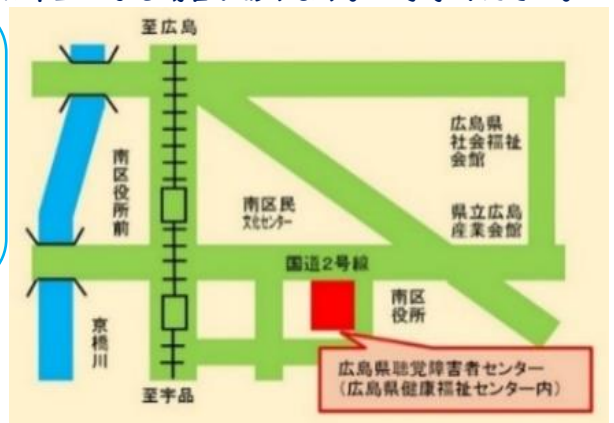 至広島
広島県
社会福祉
会館
南区役所前
南区民
文化センター
県立広島
産業会館
国道2号線
南区
役所
京橋川
広島県聴覚障害者センター
(広島県健康福祉センター内)
至宇品